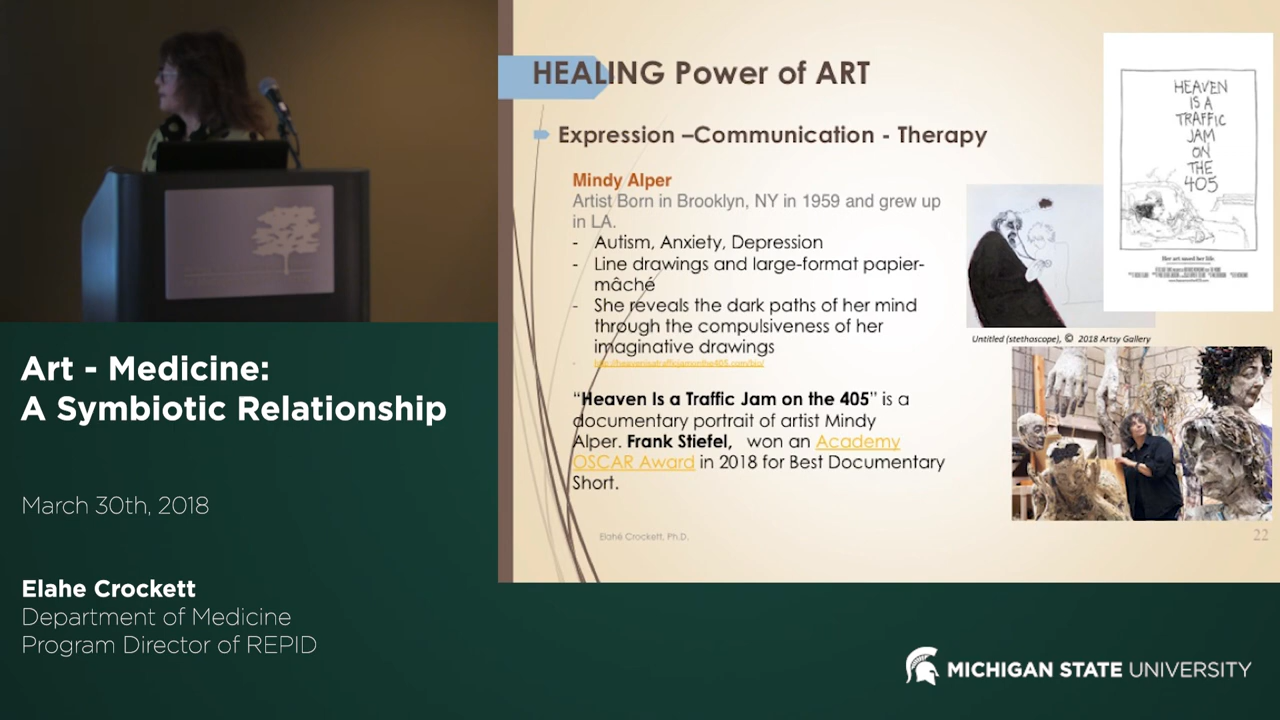 HEALING Power of ART
Expression –Communication - Therapy
Mindy Alper
Artist Born in Brooklyn, NY in 1959 and grew up
in LA.
- Autism, Anxiety, Depression
- Line drawings and large-format papier-
mâché
- She reveals the dark paths of her mind
through the compulsiveness of her
imaginative drawings
"Heaven Is a Traffic Jam on the 405" is a
documentary portrait of artist Mindy
Alper. Frank Stiefel, won an Academy
OSCAR Award in 2018 for Best Documentary
Short.
HEAVEN
IS A
TRAFFIC
JAM
ON
THE
405
Her art saved her life
Untitled (stethoscope), © 2018 Artsy Gallery
Elahé Crockett, Ph.D.
22
Art - Medicine:
A Symbiotic Relationship
March 30th, 2018
Elahe Crockett
Department of Medicine
Program Director of REPID
MICHIGAN STATE UNIVERSITY